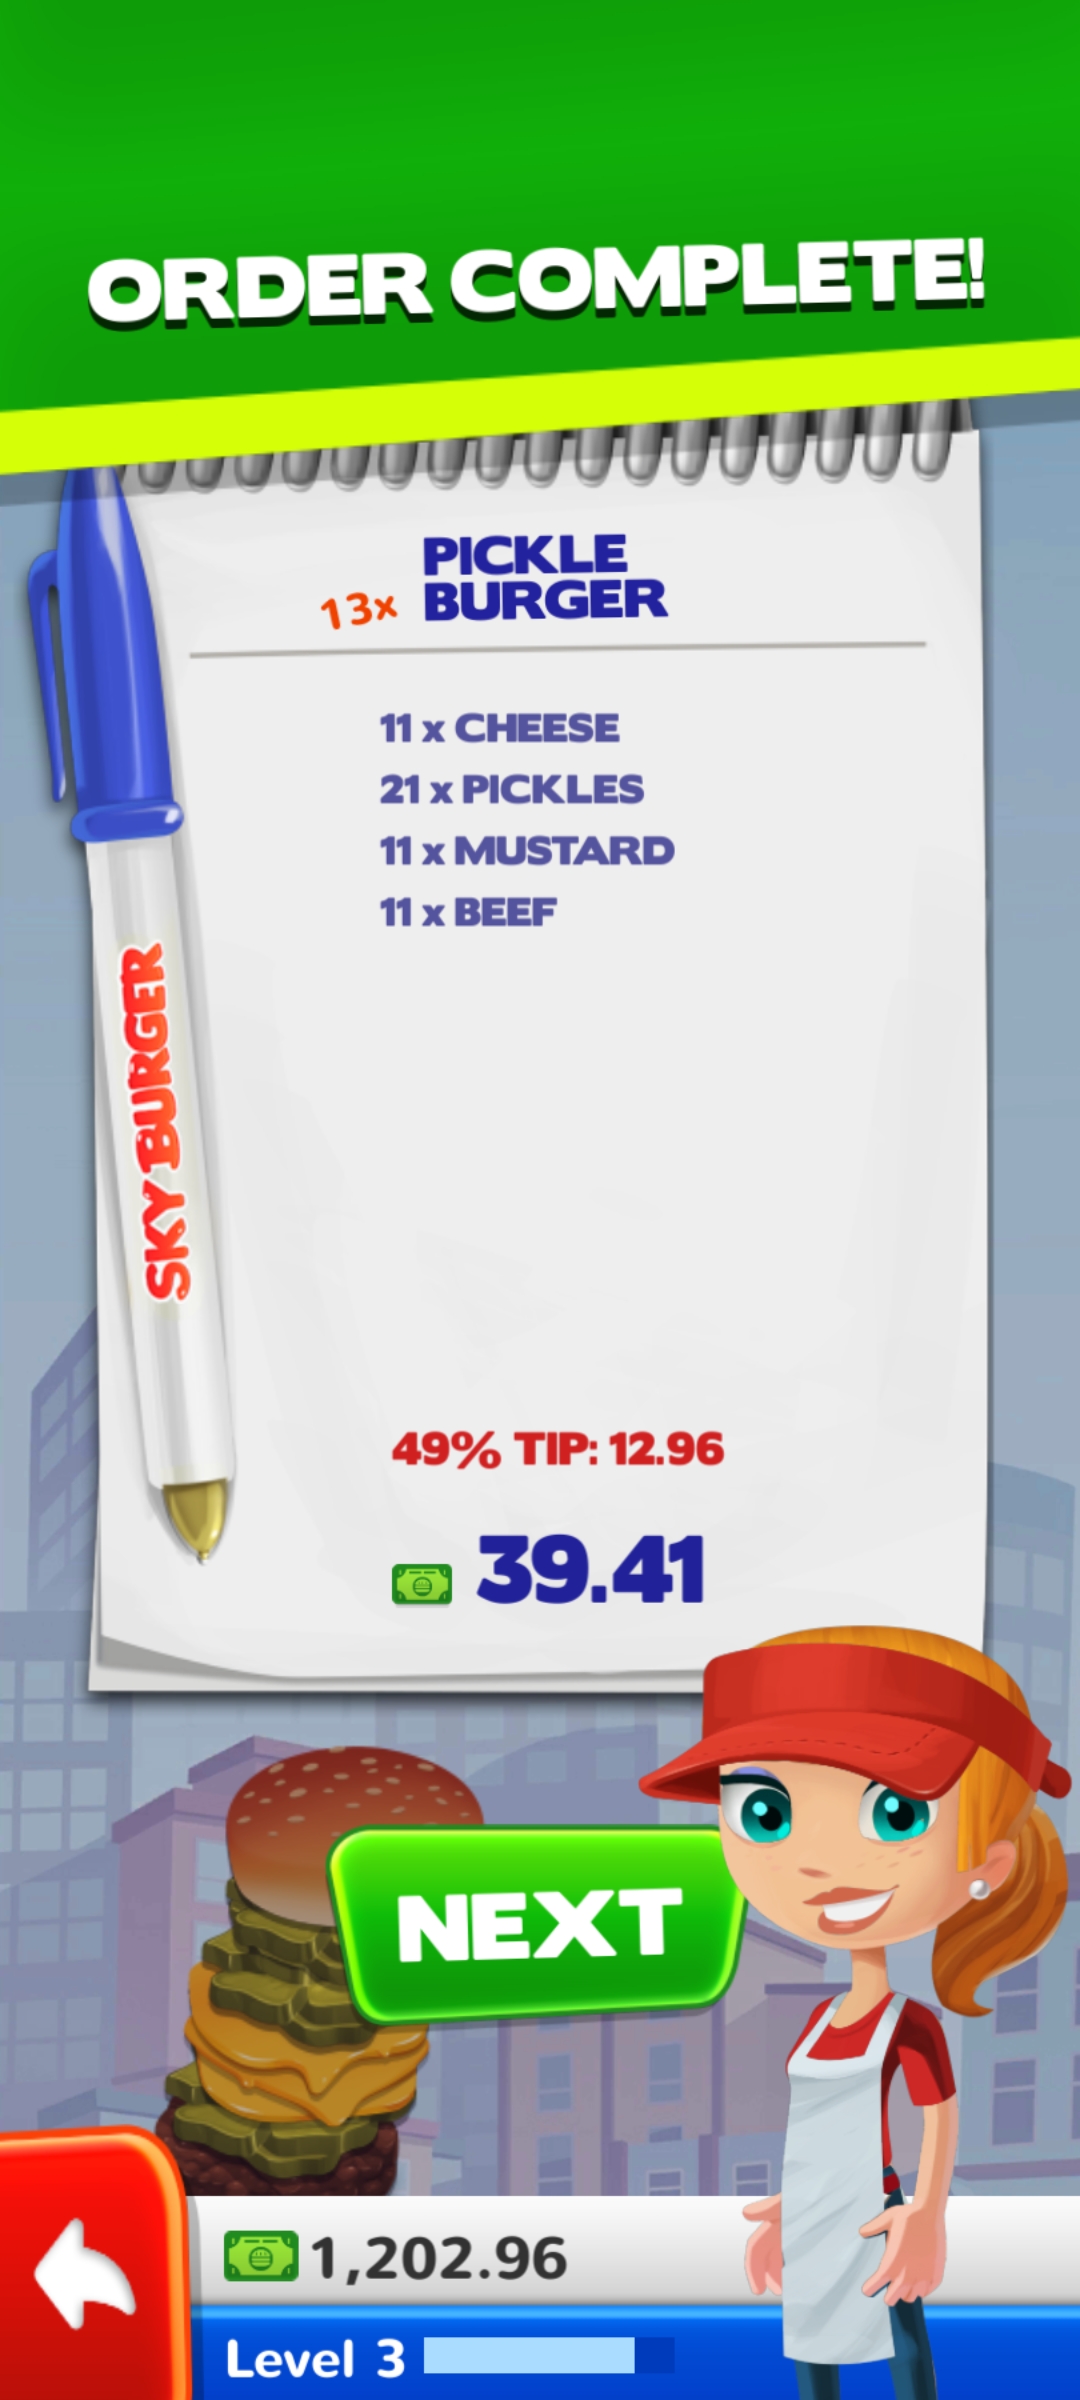 ORDER COMPLETE!
PICKLE
13x BURGER
11 x CHEESE
21 x PICKLES
11 x MUSTARD
11 x BEEF
SKY BURGER
49% TIP: 12.96
39.41
NEXT
1,202.96
Level 3